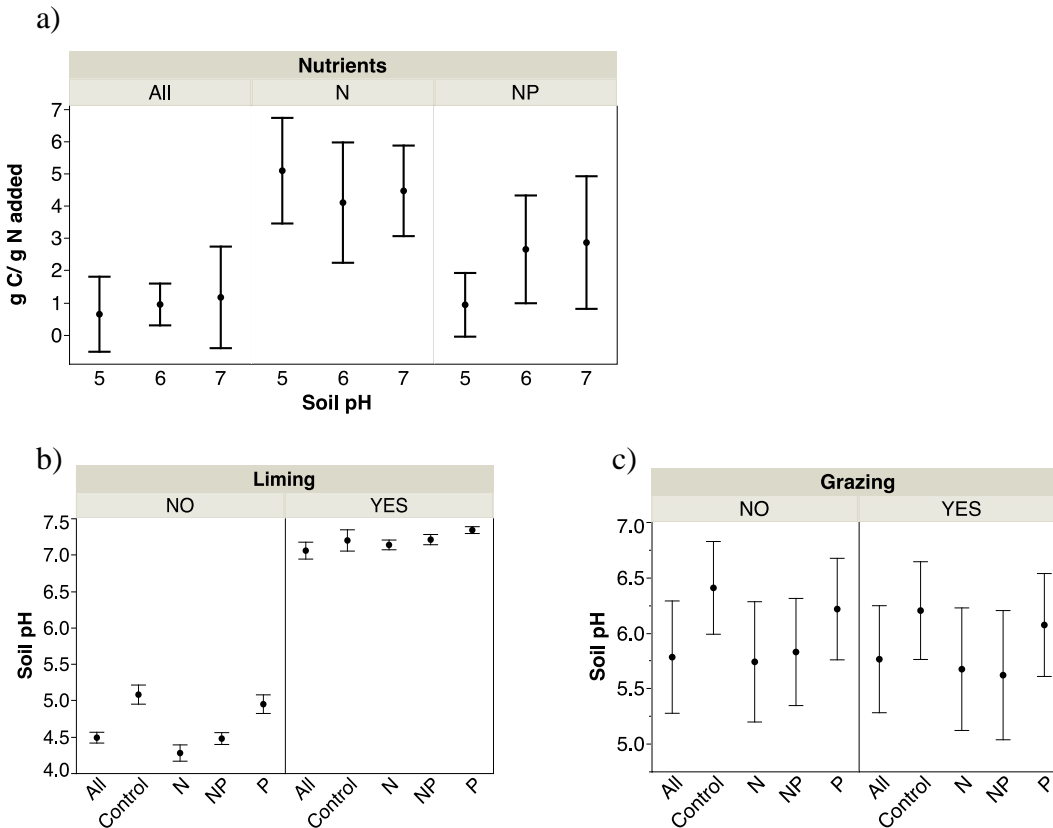 a)
Nutrients
All N NP
7
6
5
4
3
2
1
0
g C/ g N added
5 6 7 5 6 7 5 6 7
Soil pH
b)
Liming
NO YES
7.5
7.0
6.5
6.0
5.5
5.0
4.5
4.0
Soil pH
All Control N NP P All Control N NP P
c)
Grazing
NO YES
7.0
6.5
6.0
5.5
5.0
Soil pH
All Control N NP P All Control N NP P